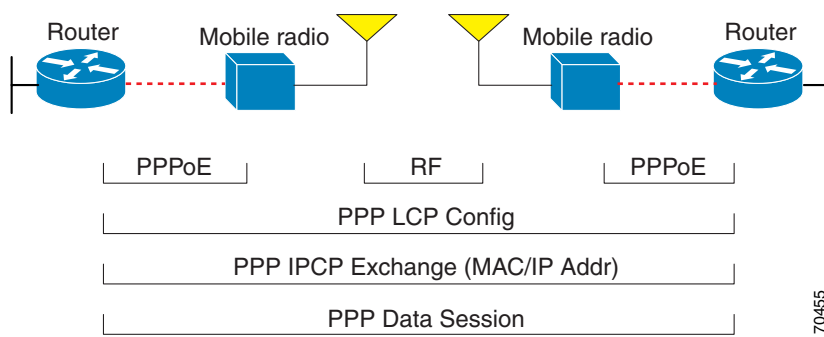 Router
Mobile radio
Mobile radio
Router
PPPoE
RF
PPPoE
PPP LCP Config
PPP IPCP Exchange (MAC/IP Addr)
PPP Data Session
70455